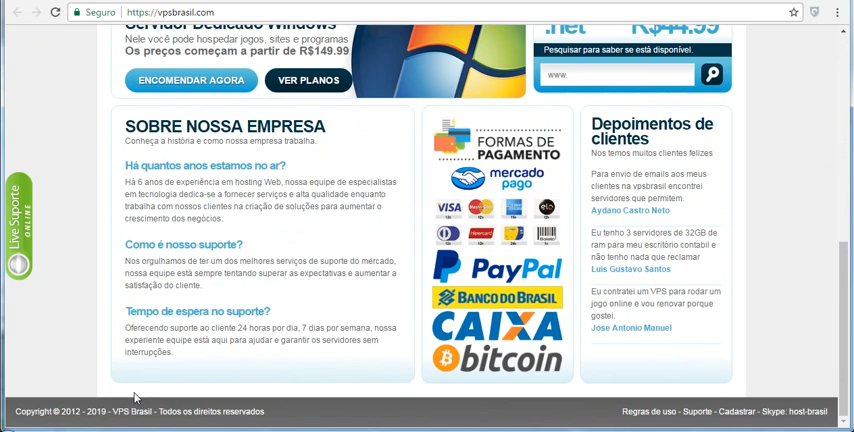 Seguro
https://vpsbrasil.com
Servidor Dedicado Windows
Nele você pode hospedar jogos, sites e programas
Os preços começam a partir de R$149.99
ENCOMENDAR AGORA
VER PLANOS
.net R$44.99
Pesquisar para saber se está disponível.
www.
SOBRE NOSSA EMPRESA
Conheça a história e como nossa empresa trabalha.
Há quantos anos estamos no ar?
Há 6 anos de experiência em hosting Web, nossa equipe de especialistas
em tecnologia dedica-se a fornecer serviços e alta qualidade enquanto
trabalha com nossos clientes na criação de soluções para aumentar o
crescimento dos negócios.
Como é nosso suporte?
Nos orgulhamos de ter um dos melhores serviços de suporte do mercado,
nossa equipe está sempre tentando superar as expectativas e aumentar a
satisfação do cliente.
Tempo de espera no suporte?
Oferecendo suporte ao cliente 24 horas por dia, 7 dias por semana, nossa
experiente equipe está aqui para ajudar e garantir os servidores sem
interrupções.
FORMAS DE
PAGAMENTO
mercado
pago
VISA
elo
PayPal
BANCO DO BRASIL
CAIXA
bitcoin
Depoimentos de
clientes
Nos temos muitos clientes felizes
Para envio de emails aos meus
clientes na vpsbrasil encontrei
servidores que permitem.
Aydano Castro Neto
Eu tenho 3 servidores de 32GB de
ram para meu escritório contabil e
não tenho nada que reclamar
Luis Gustavo Santos
Eu contratei um VPS para rodar um
jogo online e vou renovar porque
gostei.
Jose Antonio Manuel
Live Suporte
ONLINE
Copyright © 2012 - 2019 - VPS Brasil - Todos os direitos reservados
Regras de uso - Suporte - Cadastrar - Skype: host-brasil